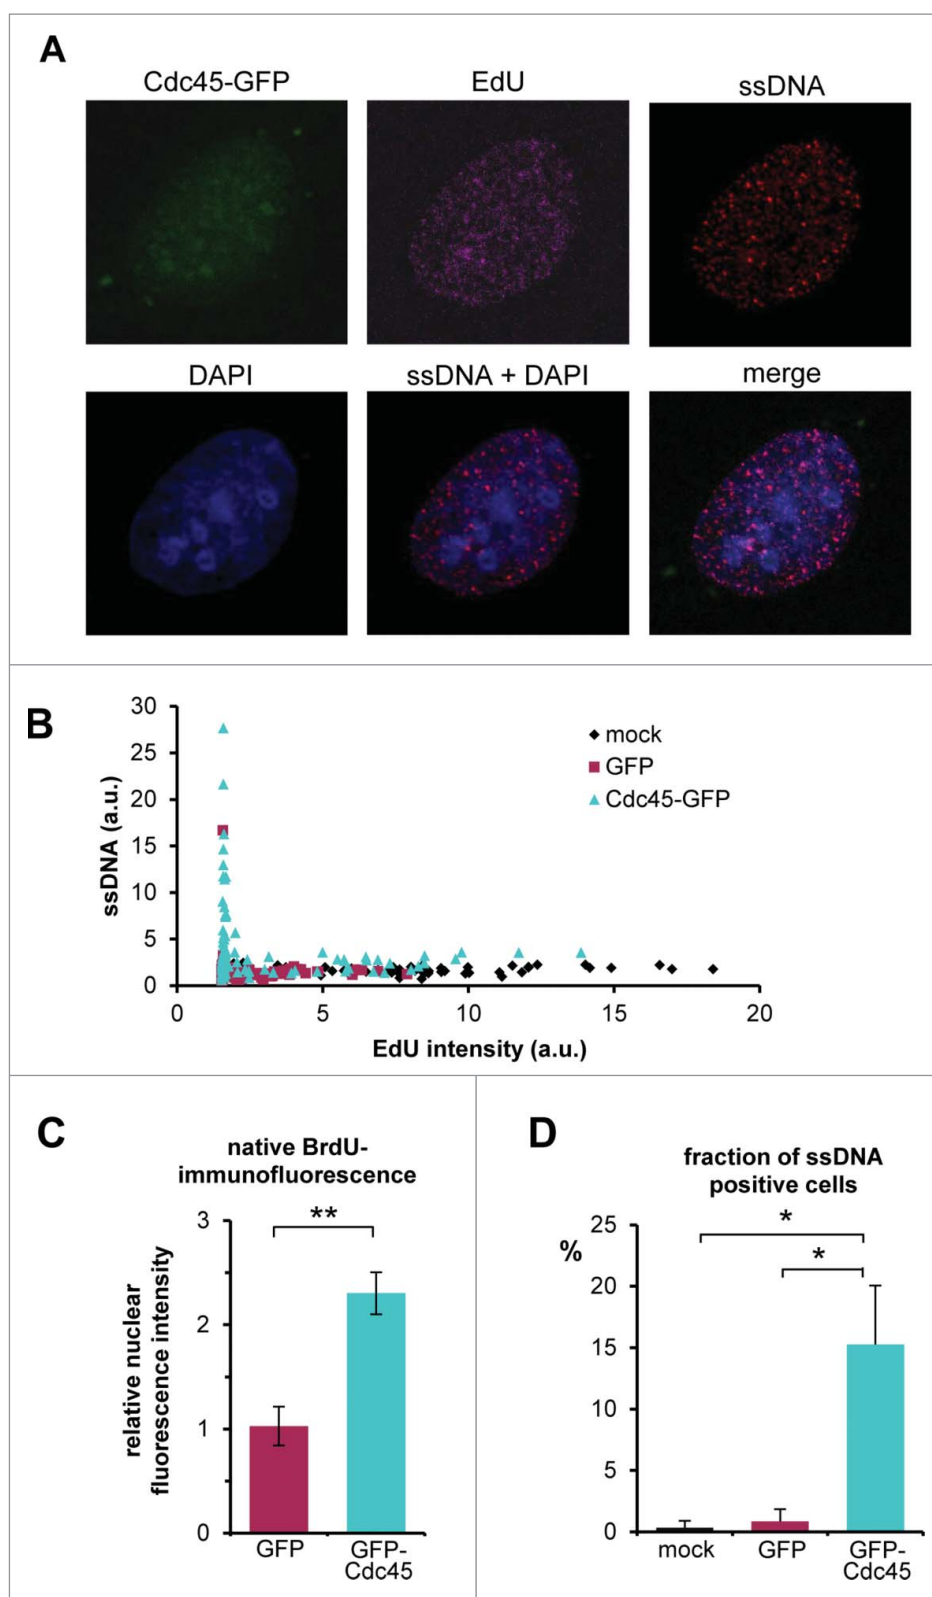 A
Cdc45-GFP
EdU
ssDNA
DAPI
ssDNA + DAPI
merge
B
30
25
20
15
10
5
0
ssDNA (a.u.)
mock
GFP
Cdc45-GFP
0
5
10
15
20
EdU intensity (a.u.)
C
native BrdU-
immunofluorescence
**
3
2
1
0
relative nuclear
fluorescence intensity
GFP
GFP-
Cdc45
D
fraction of ssDNA
positive cells
%
*
*
25
20
15
10
5
0
mock
GFP
GFP-
Cdc45